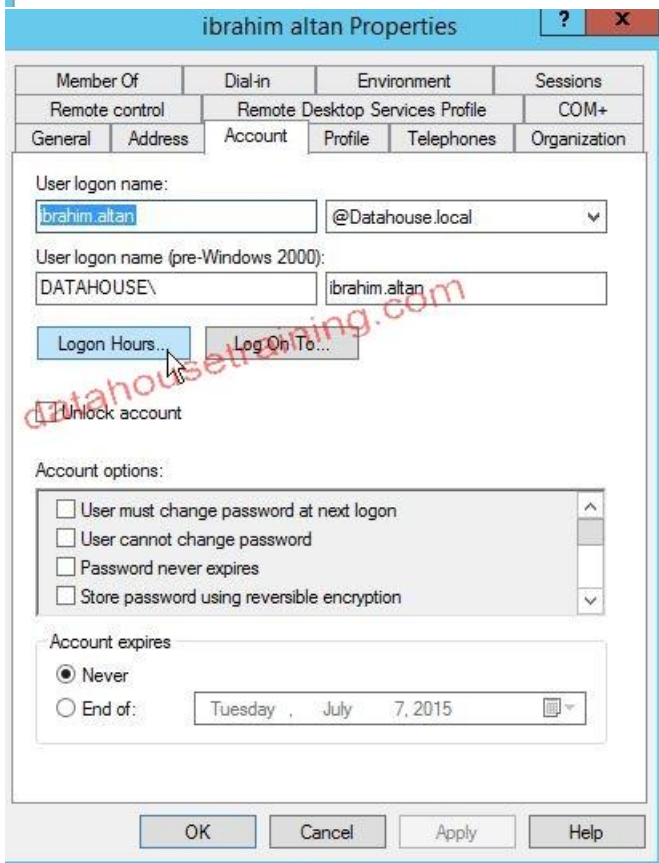 ibrahim altan Properties ? x
Member Of Dial-in Environment Sessions
Remote control Remote Desktop Services Profile COM+
General Address Account Profile Telephones Organization
User logon name:
ibrahim.altan @Datahouse.local
User logon name (pre-Windows 2000):
DATAHOUSE\ ibrahim.altan
Logon Hours... Log On To...
datahousetraining.com
Unlock account
Account options:
User must change password at next logon
User cannot change password
Password never expires
Store password using reversible encryption
Account expires
Never
End of: Tuesday , July 7, 2015
OK Cancel Apply Help